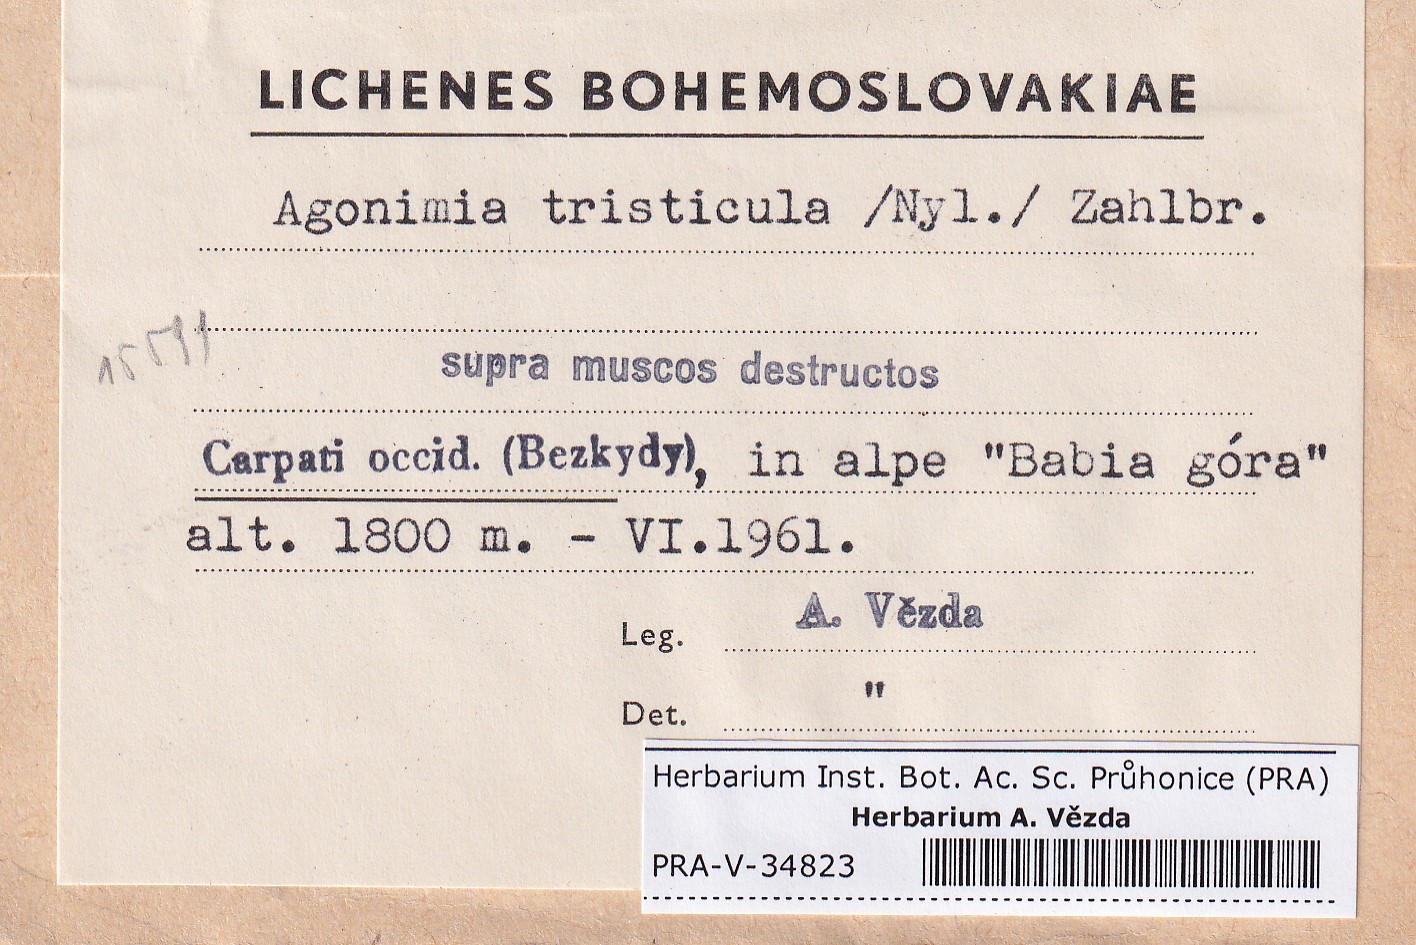 LICHENES BOHEMOSLOVAKIAE
Agonimia tristicula /Nyl./ Zahlbr.
supra muscos destructos
Carpati occid. (Bezkydy), in alpe "Babia góra"
alt. 1800 m. - VI.1961.
Leg. A. Vězda
Det. "
Herbarium Inst. Bot. Ac. Sc. Průhonice (PRA)
Herbarium A. Vězda
PRA-V-34823